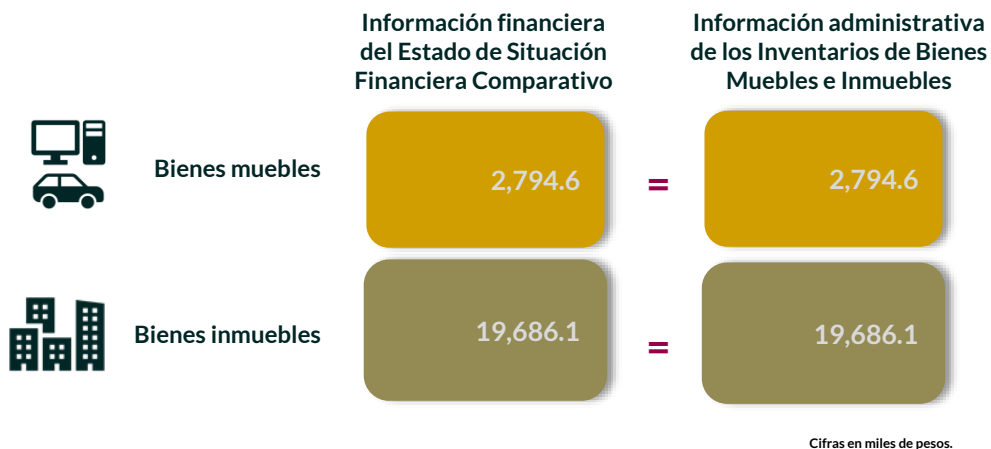 Información financiera
del Estado de Situación
Financiera Comparativo
Información administrativa
de los Inventarios de Bienes
Muebles e Inmuebles
Bienes muebles
2,794.6
=
2,794.6
Bienes inmuebles
19,686.1
=
19,686.1
Cifras en miles de pesos.